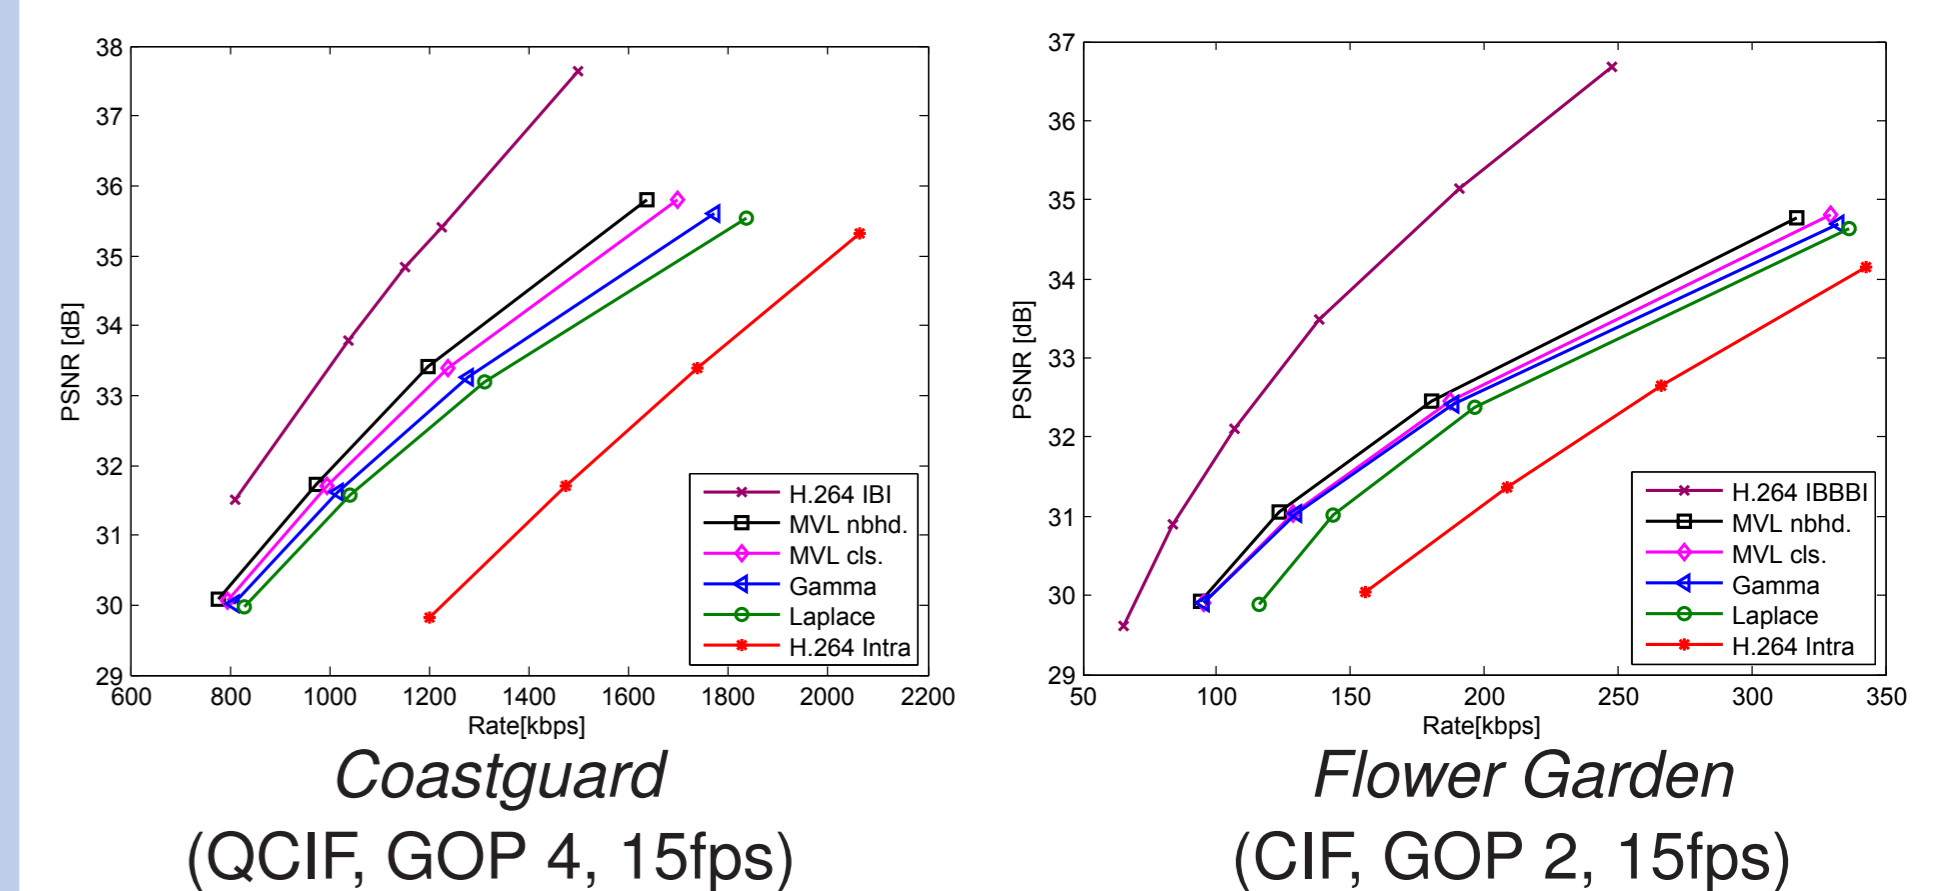 38
37
36
35
34
33
32
31
30
29
PSNR [dB]
600 800 1000 1200 1400 1600 1800 2000 2200
Rate[kbps]
H.264 IBI
MVL nbhd.
MVL cls.
Gamma
Laplace
H.264 Intra
Coastguard
(QCIF, GOP 4, 15fps)
37
36
35
34
33
32
31
30
29
PSNR [dB]
50 100 150 200 250 300 350
Rate[kbps]
H.264 IBBBI
MVL nbhd.
MVL cls.
Gamma
Laplace
H.264 Intra
Flower Garden
(CIF, GOP 2, 15fps)